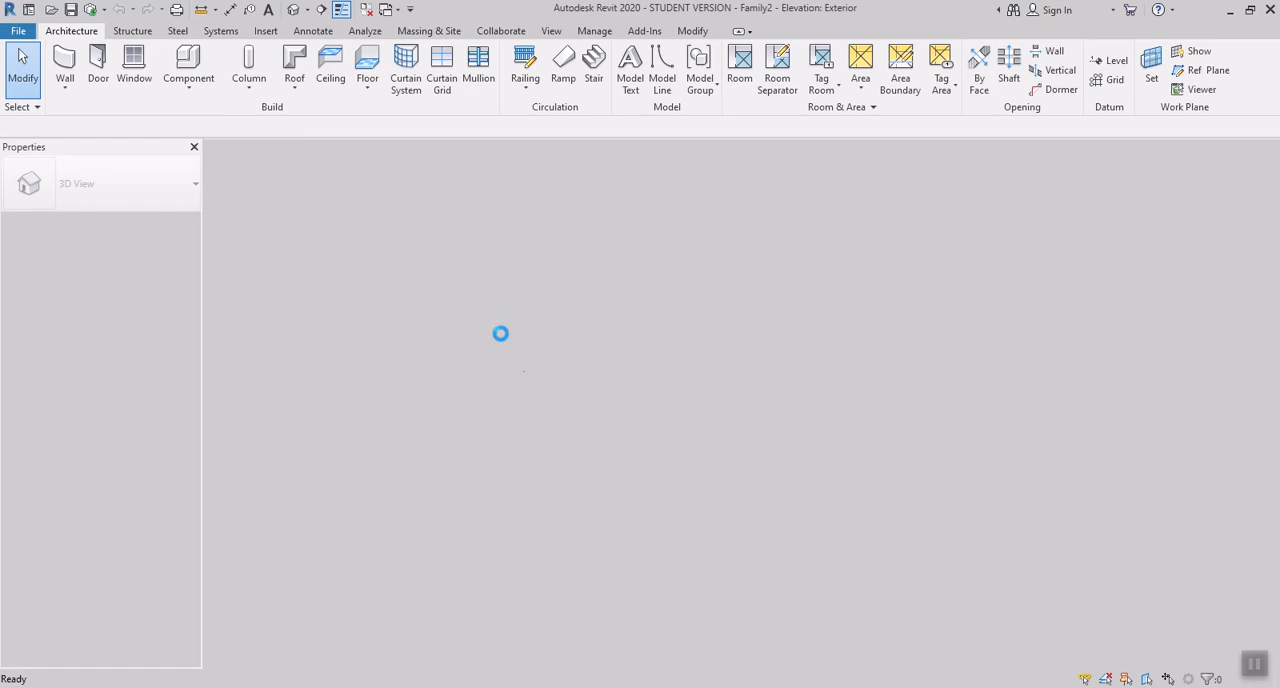 Autodesk Revit 2020 - STUDENT VERSION - Family2 - Elevation: Exterior
Sign In
File Architecture Structure Steel Systems Insert Annotate Analyze Massing & Site Collaborate View Manage Add-Ins Modify
Modify
Wall
Door
Window
Component
Column
Roof
Ceiling
Floor
Curtain System
Curtain Grid
Mullion
Railing
Ramp
Stair
Model Text
Model Line
Model Group
Room
Room Separator
Tag Room
Area
Area Boundary
Tag Area
By Face
Shaft
Wall
Vertical
Dormer
Level
Grid
Set
Show
Ref Plane
Viewer
Select
Build
Circulation
Model
Room & Area
Opening
Datum
Work Plane
Properties
3D View
Ready
:0